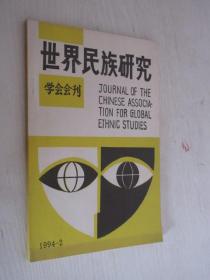 世界民族研究
学会会刊
JOURNAL OF THE
CHINESE ASSOCIA-
TION FOR GLOBAL
EHTNIC STUDIES
1994-2